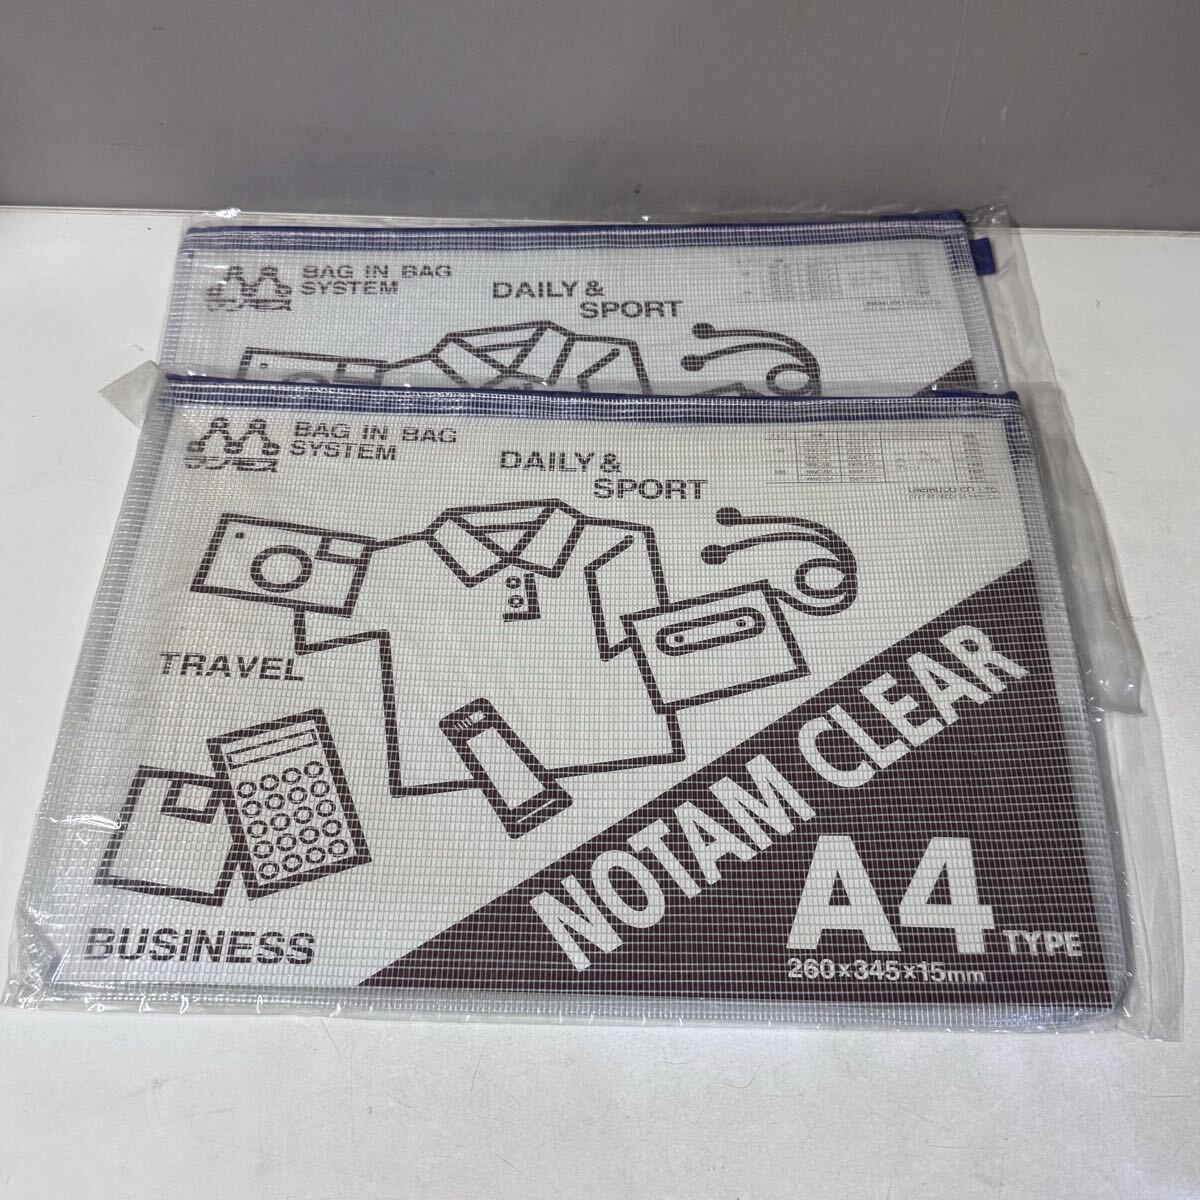 BAG IN BAG
SYSTEM
DAILY &
SPORT
BAG IN BAG
SYSTEM
DAILY &
SPORT
TRAVEL
BUSINESS
NOTAM CLEAR
A4 TYPE
260×345×15mm